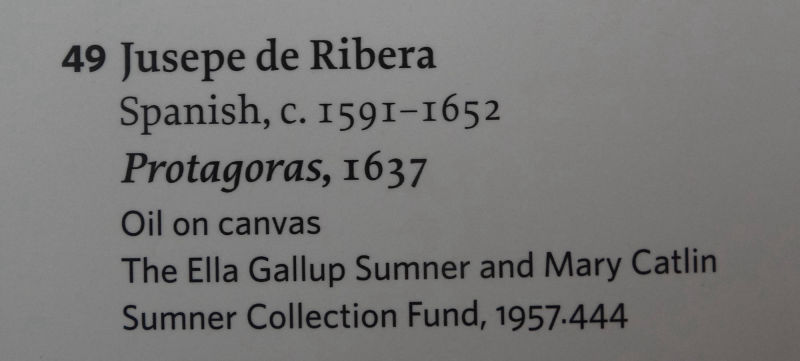 49 Jusepe de Ribera
Spanish, c. 1591–1652
Protagoras, 1637
Oil on canvas
The Ella Gallup Sumner and Mary Catlin
Sumner Collection Fund, 1957.444